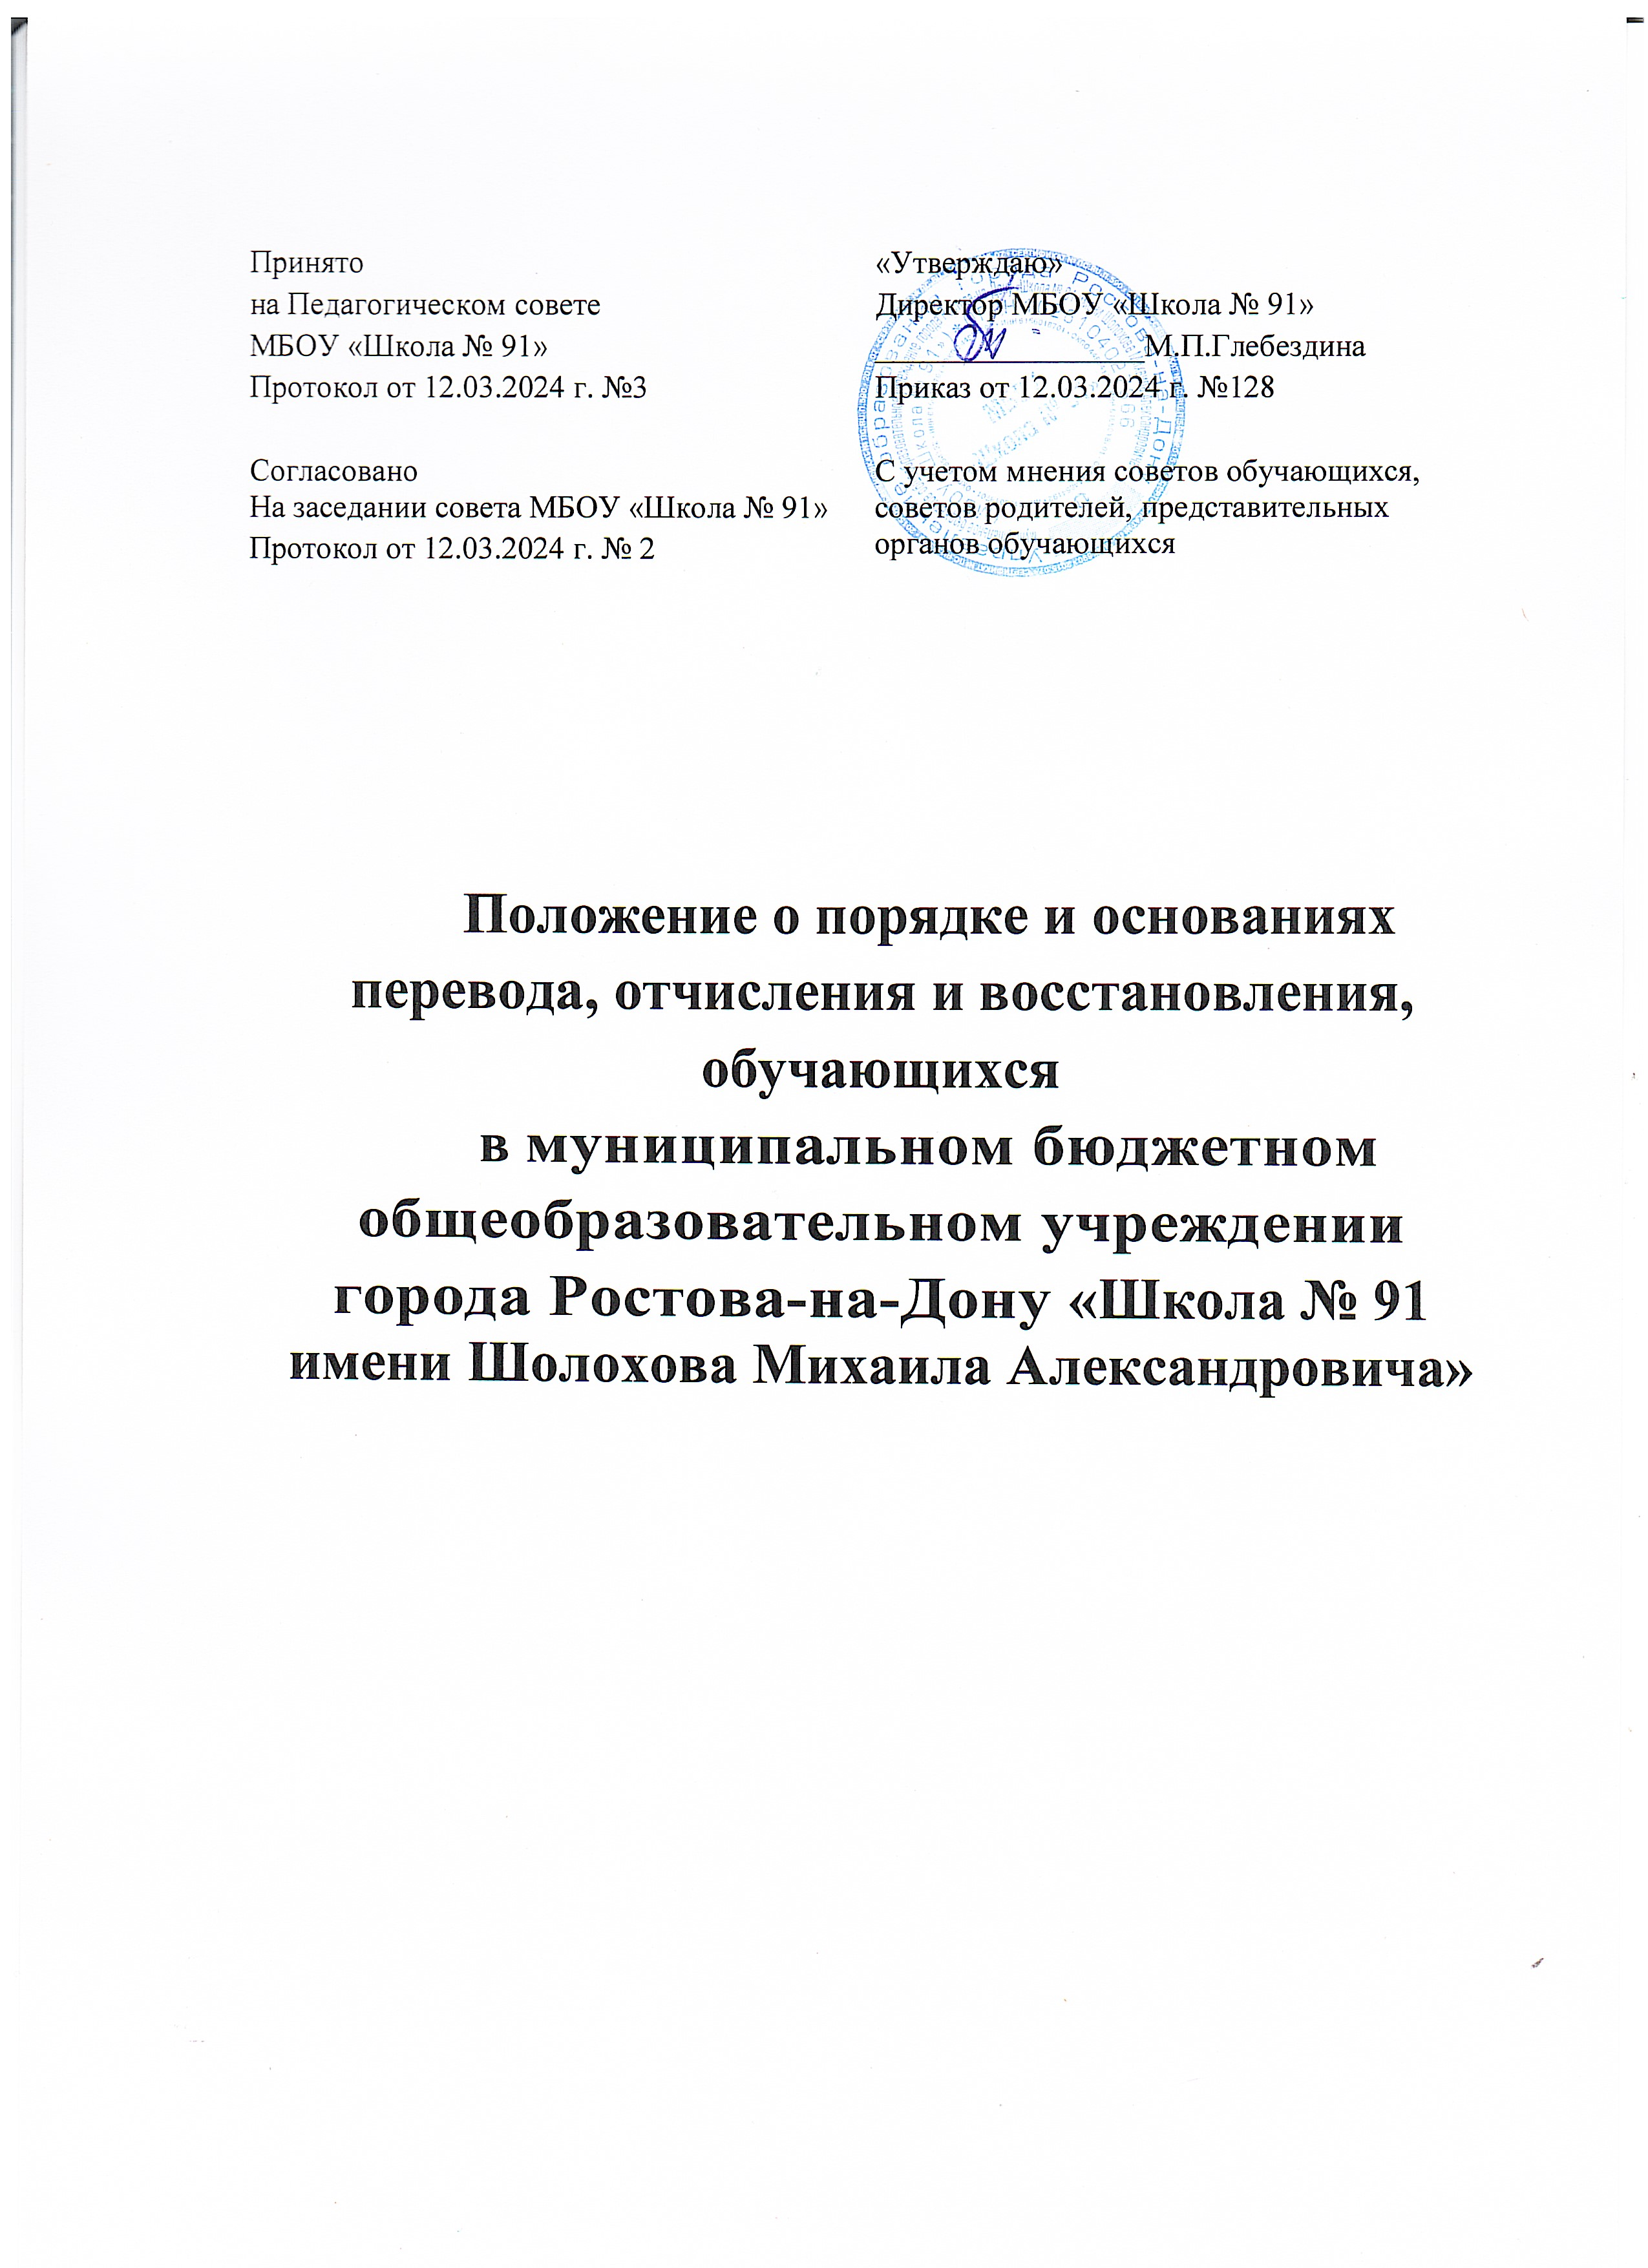 Принято
на Педагогическом совете
МБОУ «Школа № 91»
Протокол от 12.03.2024 г. №3
Согласовано
На заседании совета МБОУ «Школа № 91»
Протокол от 12.03.2024 г. № 2
«Утверждаю»
Директор МБОУ «Школа № 91»
М.П.Глебездина
Приказ от 12.03.2024 г. №128
С учетом мнения советов обучающихся,
советов родителей, представительных
органов обучающихся
Положение о порядке и основаниях
перевода, отчисления и восстановления,
обучающихся
в муниципальном бюджетном
общеобразовательном учреждении
города Ростова-на-Дону «Школа № 91
имени Шолохова Михаила Александровича»